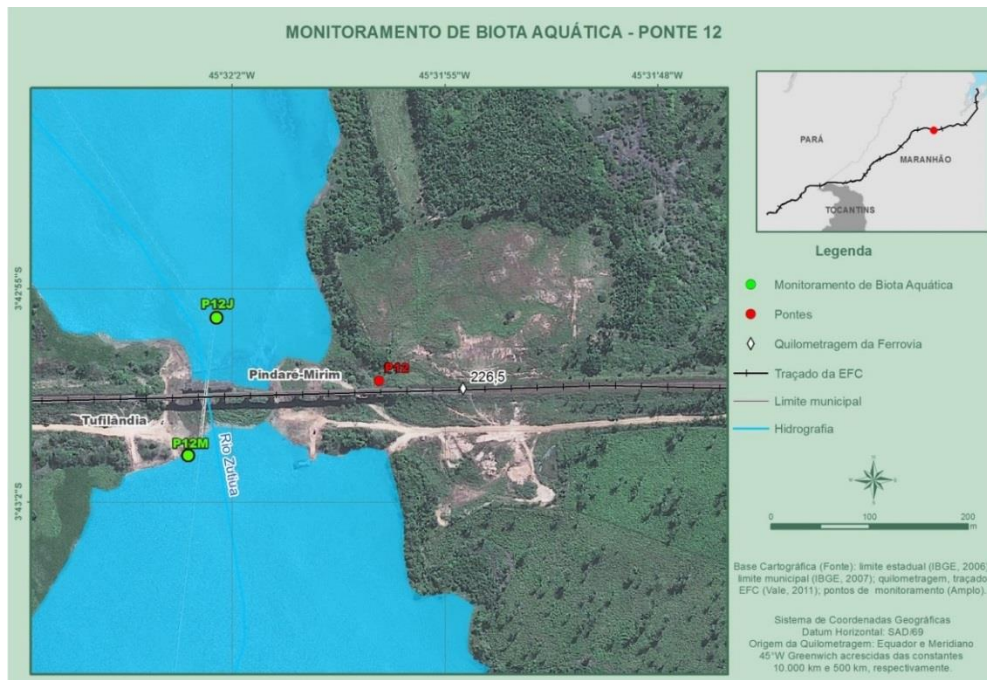 MONITORAMENTO DE BIOTA AQUÁTICA - PONTE 12
45°32'2"W
45°31'55"W
45°31'48"W
3°42'55"S
3°43'2"S
P12J
Pindaré-Mirim
P12
226,5
Tufilândia
P12M
Rio Zuliua
PARÁ
MARANHÃO
TOCANTINS
Legenda
Monitoramento de Biota Aquática
Pontes
Quilometragem da Ferrovia
Traçado da EFC
Limite municipal
Hidrografia
N
W
E
S
0 100 200
m
Base Cartográfica (Fonte): limite estadual (IBGE, 2006)
limite municipal (IBGE, 2007); quilometragem, traçado
EFC (Vale, 2011); pontos de monitoramento (Amplo).
Sistema de Coordenadas Geográficas
Datum Horizontal: SAD/69
Origem da Quilometragem: Equador e Meridiano
45°W Greenwich acrescidas das constantes
10.000 km e 500 km, respectivamente.